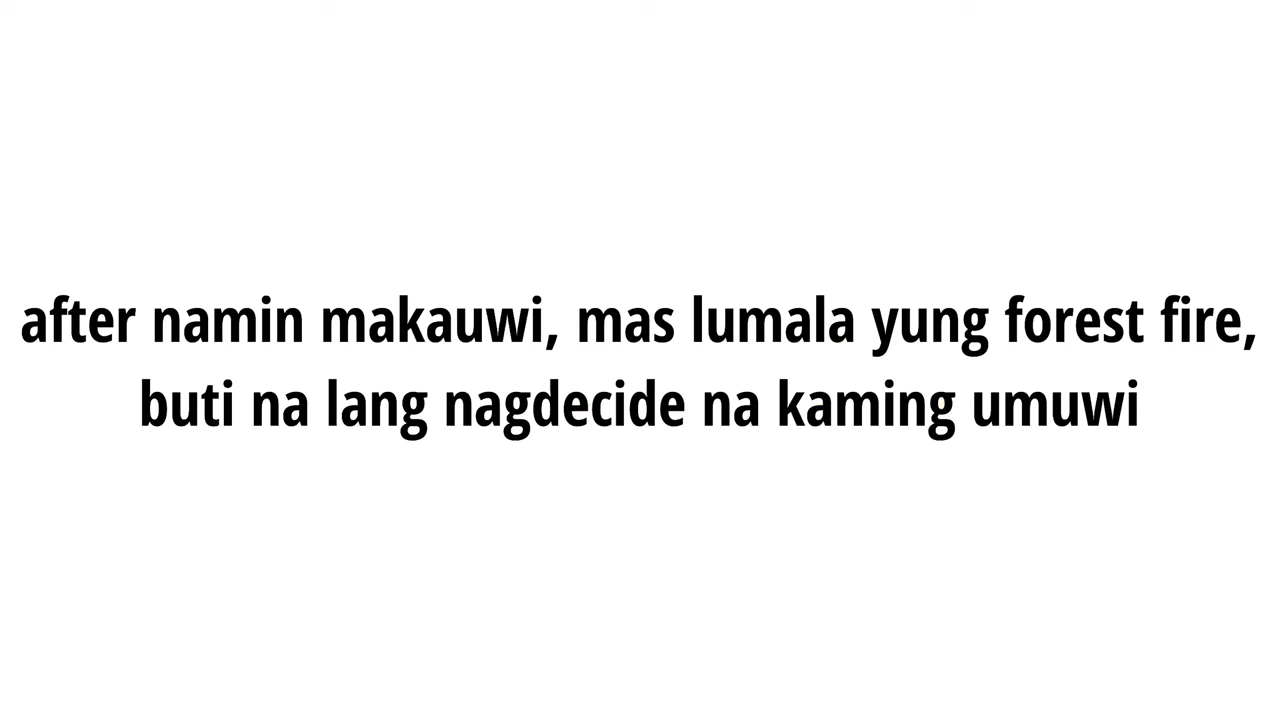 after namin makauwi, mas lumala yung forest fire,
buti na lang nagdecide na kaming umuwi